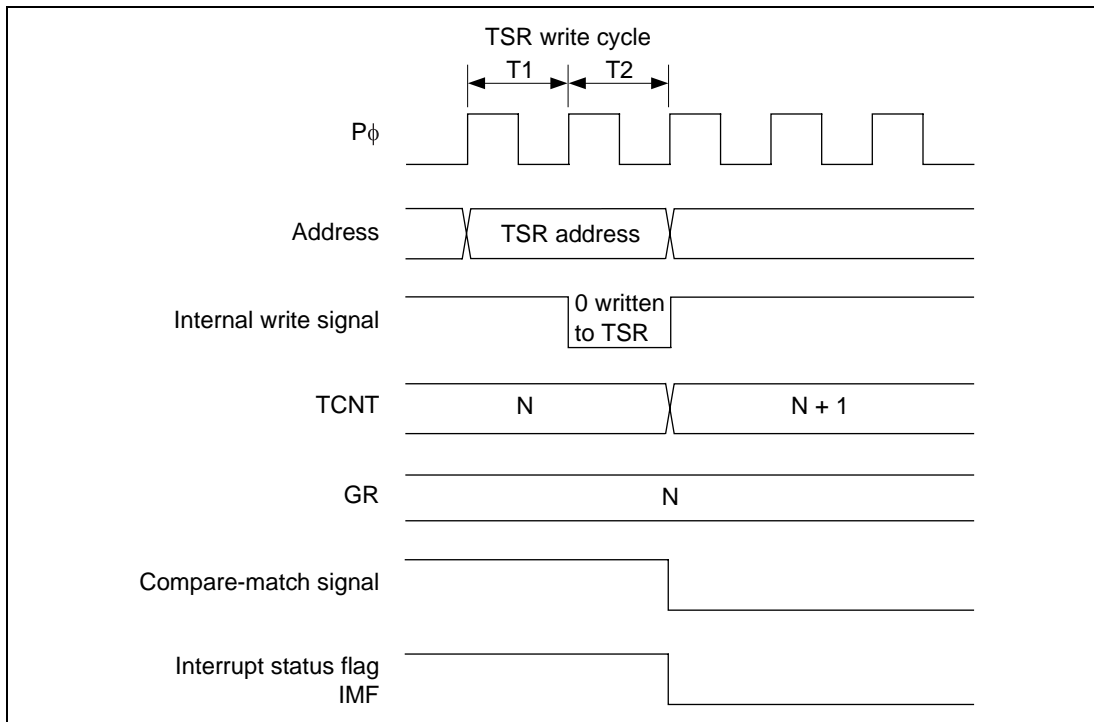 TSR write cycle
T1 T2
Pϕ
Address
TSR address
Internal write signal
0 written
to TSR
TCNT
N
N + 1
GR
N
Compare-match signal
Interrupt status flag
IMF